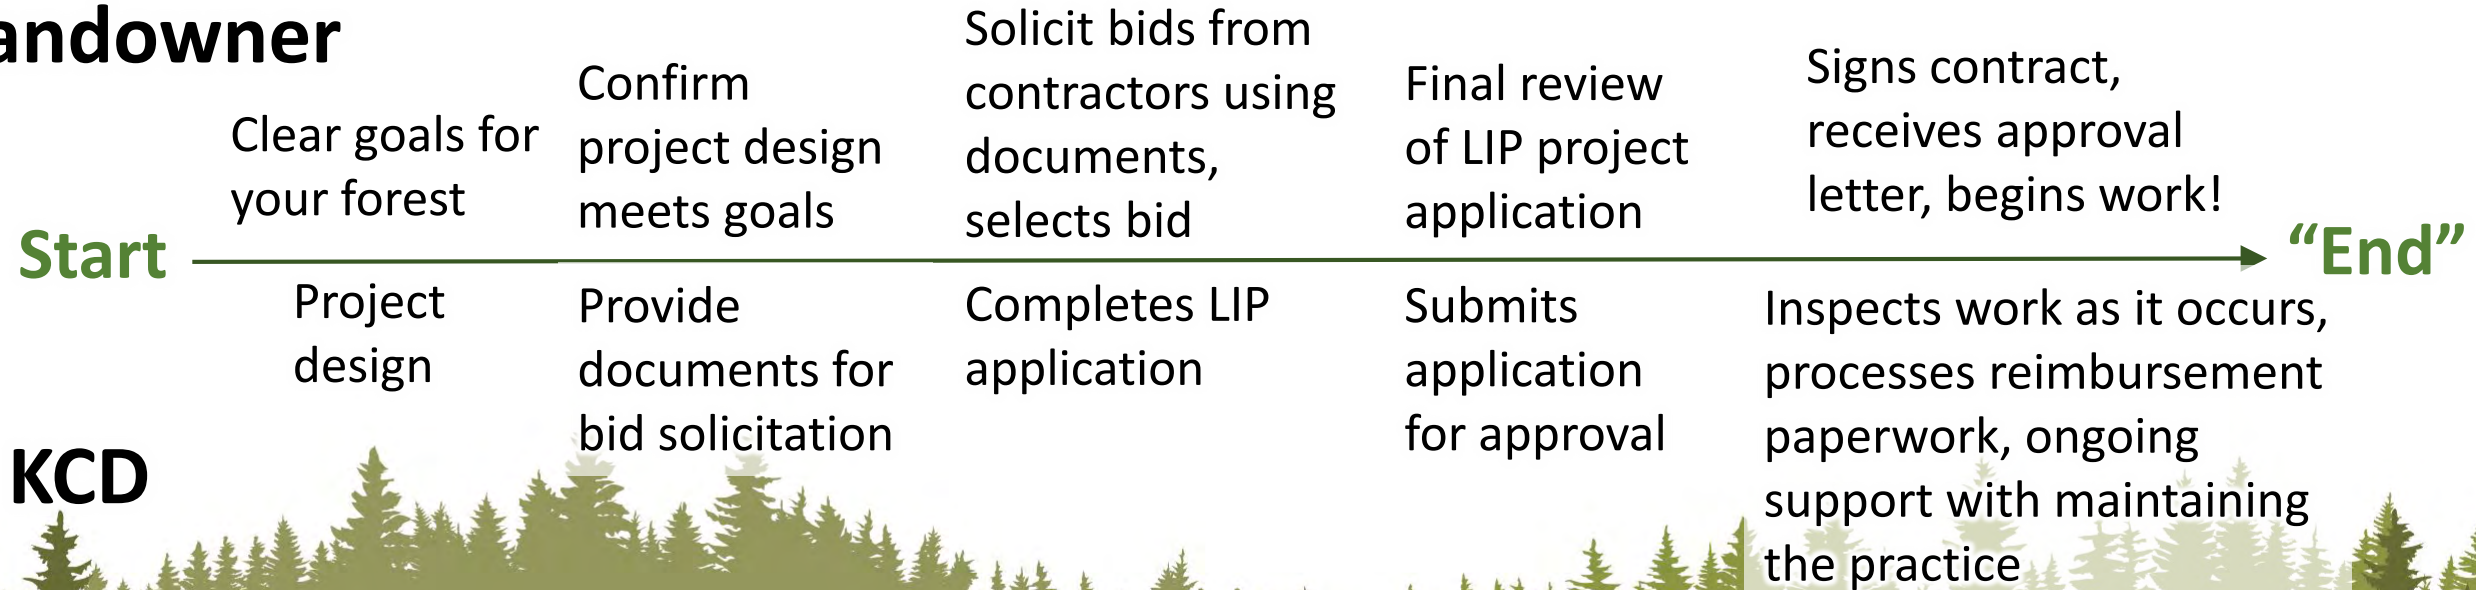 andowner
Clear goals for
your forest
Confirm
project design
meets goals
Solicit bids from
contractors using
documents,
selects bid
Final review
of LIP project
application
Signs contract,
receives approval
letter, begins work!
Start
“End”
Project
design
Provide
documents for
bid solicitation
Completes LIP
application
Submits
application
for approval
Inspects work as it occurs,
processes reimbursement
paperwork, ongoing
support with maintaining
the practice
KCD